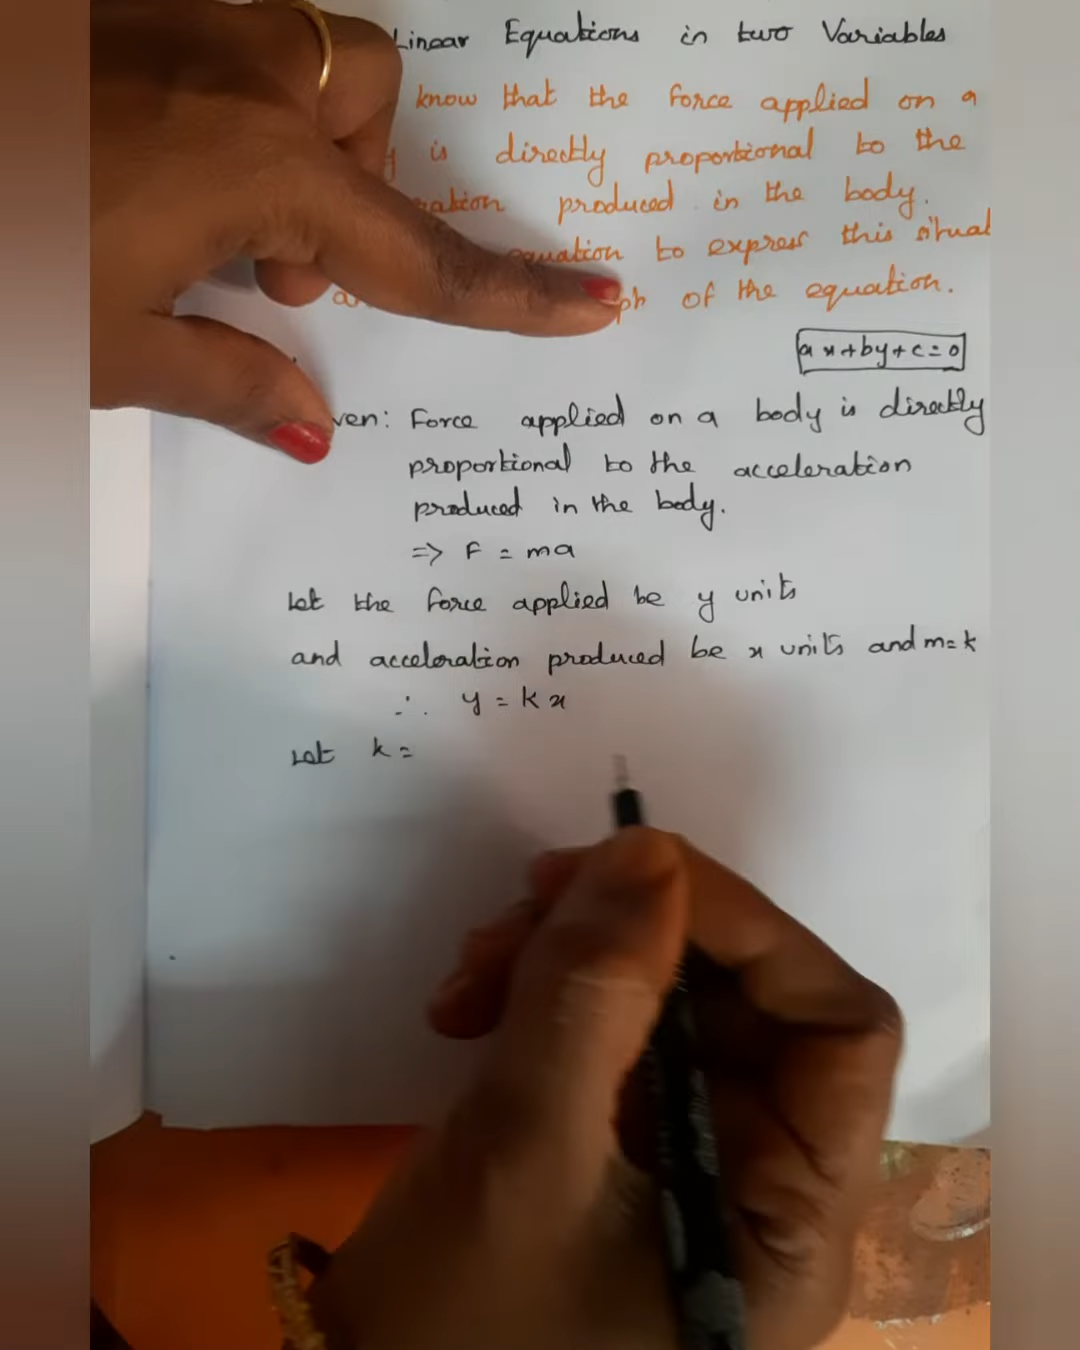 Linear Equations in two Variables
know that the force applied on a
is directly proportional to the
produced in the body.
equation to express this situat
of the equation.
ax+by+c=0
ven: Force applied on a body is directly
proportional to the acceleration
produced in the body.
=> F = ma
Let the force applied be y units
and acceleration produced be x units and m=k
∴ y = kx
Let k =